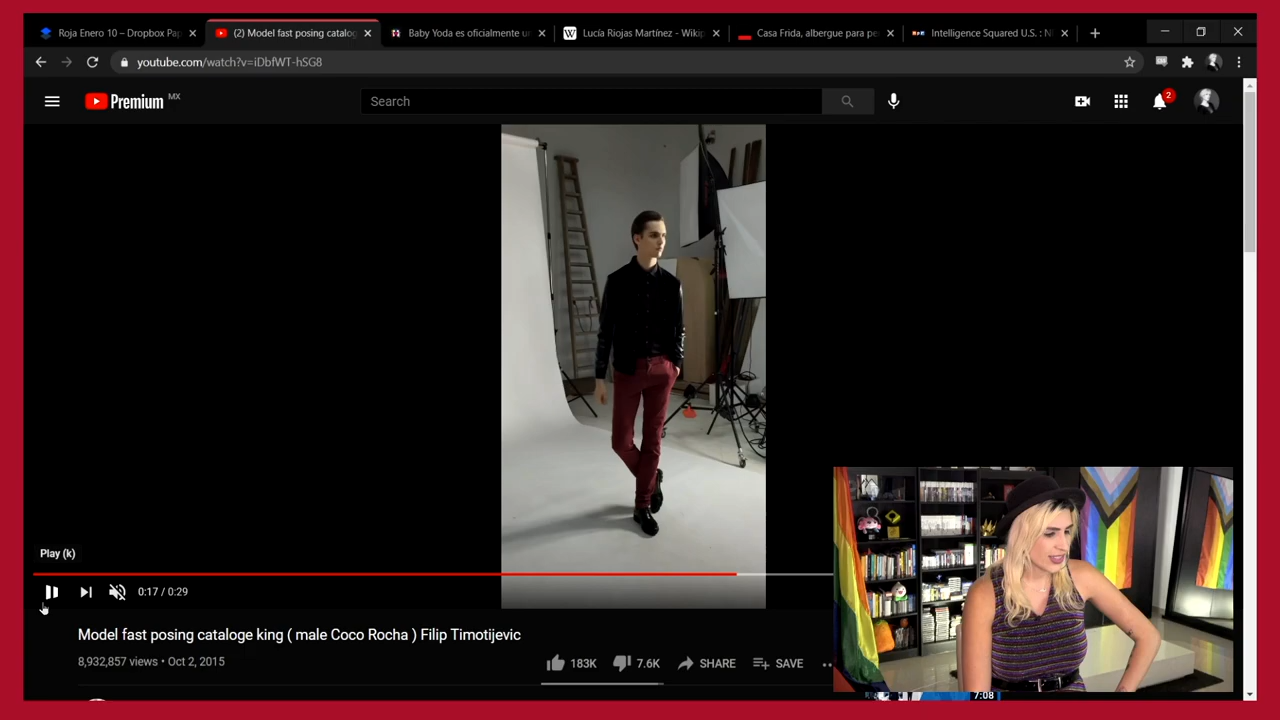 Roja Enero 10 – Dropbox Pap
(2) Model fast posing catalog
Baby Yoda es oficialmente u
Lucía Riojas Martínez - Wikip
Casa Frida, albergue para pe
Intelligence Squared U.S. : N
youtube.com/watch?v=iDbfWT-hSG8
Premium MX
Search
2
Play (k)
0:17 / 0:29
Model fast posing cataloge king ( male Coco Rocha ) Filip Timotijevic
8,932,857 views • Oct 2, 2015
183K
7.6K
SHARE
SAVE
7:08